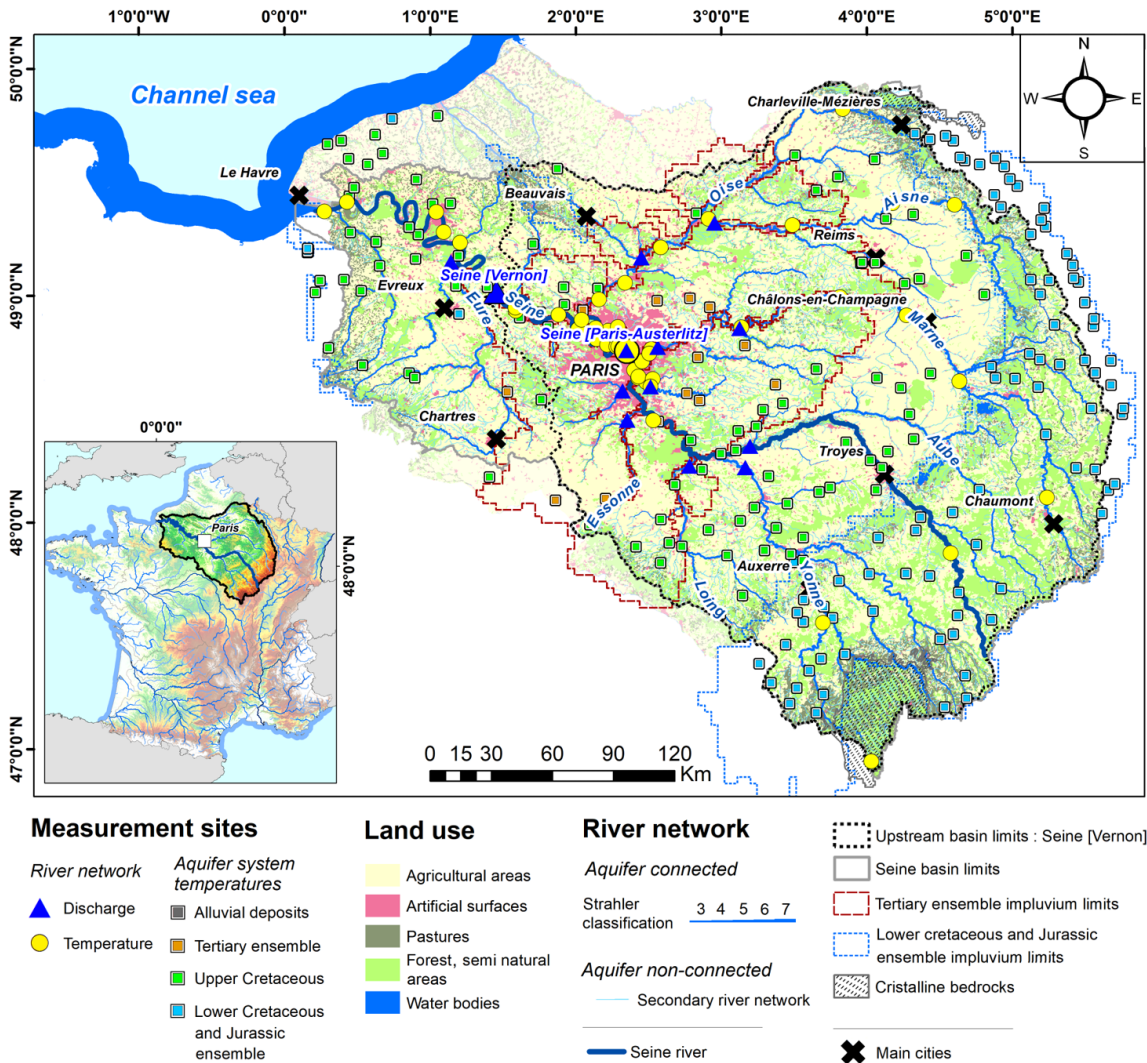 1°0'0"W
0°0'0"
1°0'0"E
2°0'0"E
3°0'0"E
4°0'0"E
5°0'0"E
50°0'0"N
49°0'0"N
48°0'0"N
47°0'0"N
N
W
E
S
Channel sea
Charleville-Mézières
Le Havre
Beauvais
Oise
Aisne
Reims
Seine [Vernon]
Evreux
Eure
Seine
Châlons-en-Champagne
Marne
Seine [Paris-Austerlitz]
PARIS
Chartres
Troyes
Aube
Chaumont
Essonne
Auxerre
Yonne
Loing
0°0'0"
Paris
48°0'0"N
0 15 30 60 90 120
Km
Measurement sites
River network
Discharge
Temperature
Aquifer system
temperatures
Alluvial deposits
Tertiary ensemble
Upper Cretaceous
Lower Cretaceous
and Jurassic
ensemble
Land use
Agricultural areas
Artificial surfaces
Pastures
Forest, semi natural
areas
Water bodies
River network
Aquifer connected
Strahler
classification
3 4 5 6 7
Aquifer non-connected
Secondary river network
Seine river
Upstream basin limits : Seine [Vernon]
Seine basin limits
Tertiary ensemble impluvium limits
Lower cretaceous and Jurassic
ensemble impluvium limits
Cristalline bedrocks
Main cities